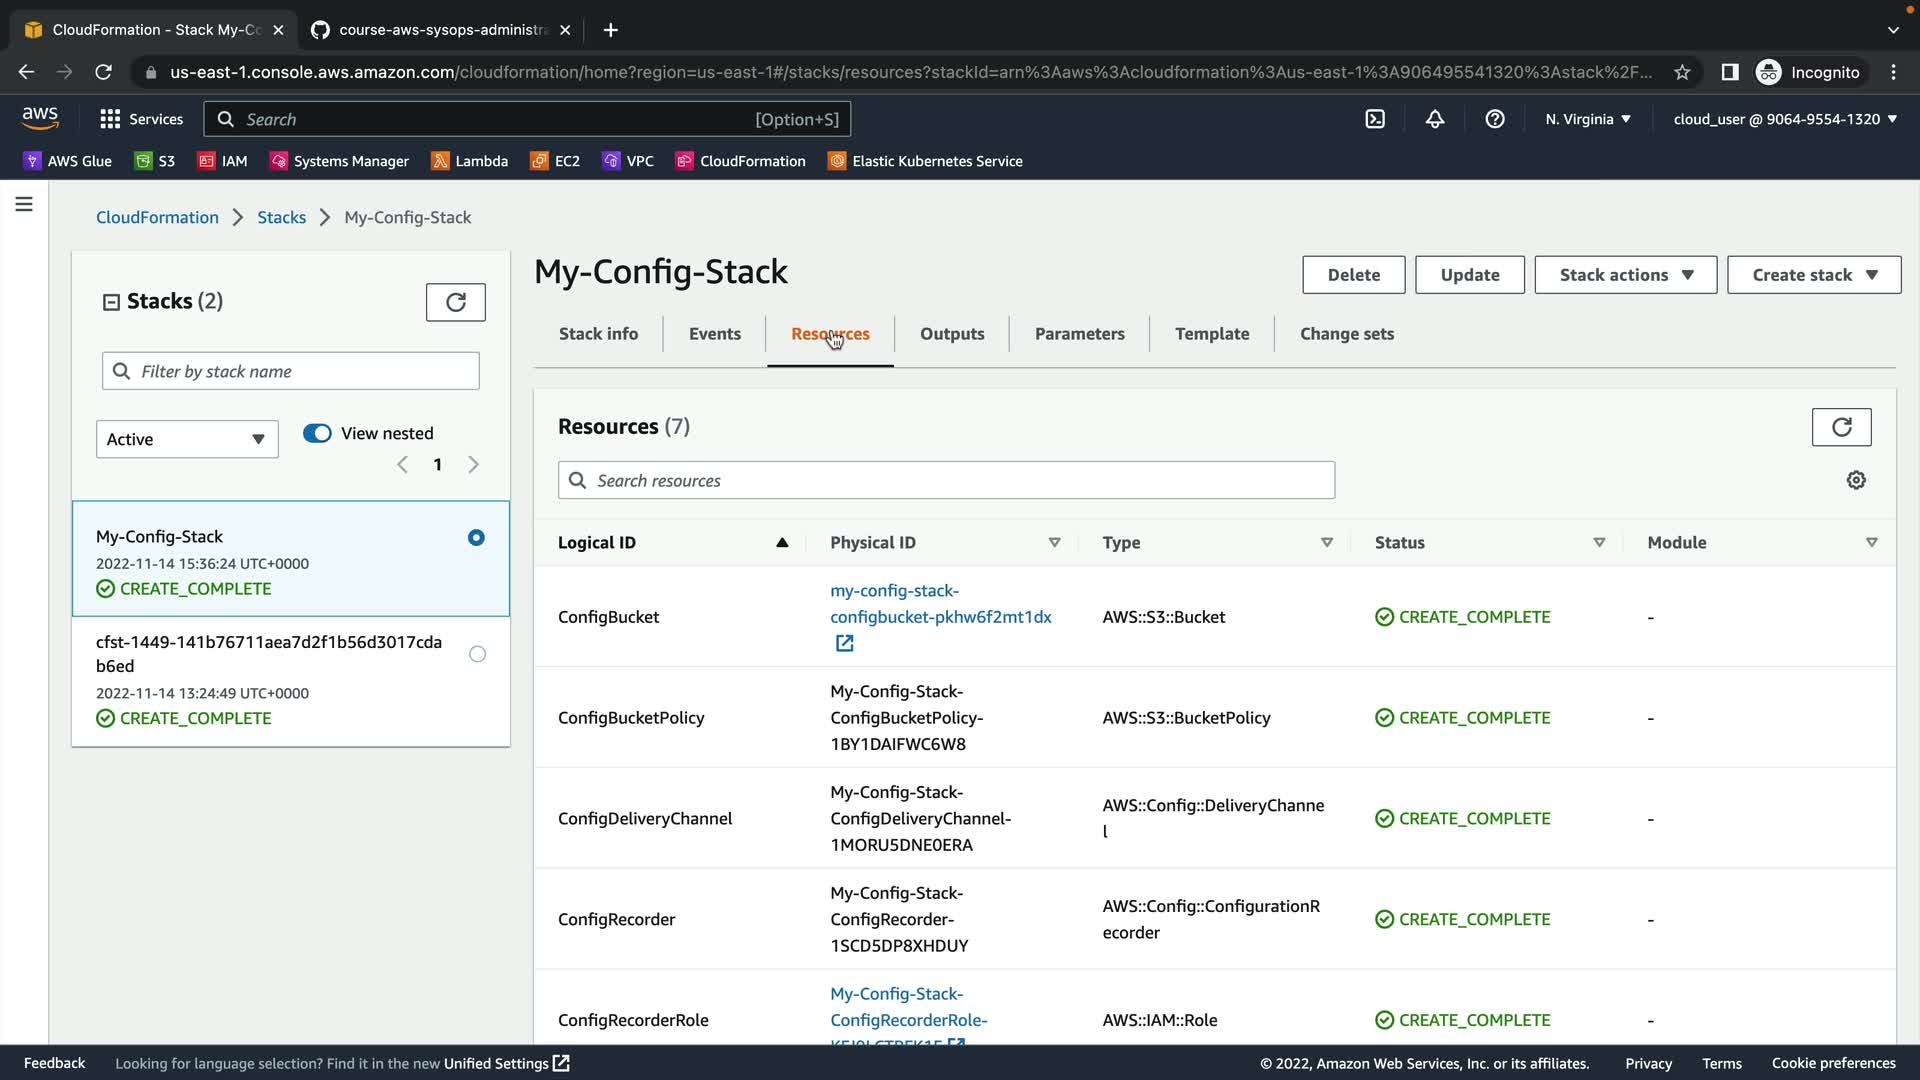 CloudFormation - Stack My-Co
course-aws-sysops-administra
us-east-1.console.aws.amazon.com/cloudformation/home?region=us-east-1#/stacks/resources?stackId=arn%3Aaws%3Acloudformation%3Aus-east-1%3A906495541320%3Astack%2F...
Incognito
aws
Services
Search
[Option+S]
N. Virginia
cloud_user @ 9064-9554-1320
AWS Glue
S3
IAM
Systems Manager
Lambda
EC2
VPC
CloudFormation
Elastic Kubernetes Service
CloudFormation
Stacks
My-Config-Stack
Stacks (2)
Filter by stack name
Active
View nested
1
My-Config-Stack
2022-11-14 15:36:24 UTC+0000
CREATE_COMPLETE
cfst-1449-141b76711aea7d2f1b56d3017cda
b6ed
2022-11-14 13:24:49 UTC+0000
CREATE_COMPLETE
My-Config-Stack
Delete
Update
Stack actions
Create stack
Stack info
Events
Resources
Outputs
Parameters
Template
Change sets
Resources (7)
Search resources
Logical ID
Physical ID
Type
Status
Module
ConfigBucket
my-config-stack-
configbucket-pkhw6f2mt1dx
AWS::S3::Bucket
CREATE_COMPLETE
-
ConfigBucketPolicy
My-Config-Stack-
ConfigBucketPolicy-
1BY1DAIFWC6W8
AWS::S3::BucketPolicy
CREATE_COMPLETE
-
ConfigDeliveryChannel
My-Config-Stack-
ConfigDeliveryChannel-
1MORU5DNE0ERA
AWS::Config::DeliveryChanne
l
CREATE_COMPLETE
-
ConfigRecorder
My-Config-Stack-
ConfigRecorder-
1SCD5DP8XHDUY
AWS::Config::ConfigurationR
ecorder
CREATE_COMPLETE
-
ConfigRecorderRole
My-Config-Stack-
ConfigRecorderRole-
AWS::IAM::Role
CREATE_COMPLETE
-
Feedback
Looking for language selection? Find it in the new Unified Settings
© 2022, Amazon Web Services, Inc. or its affiliates.
Privacy
Terms
Cookie preferences